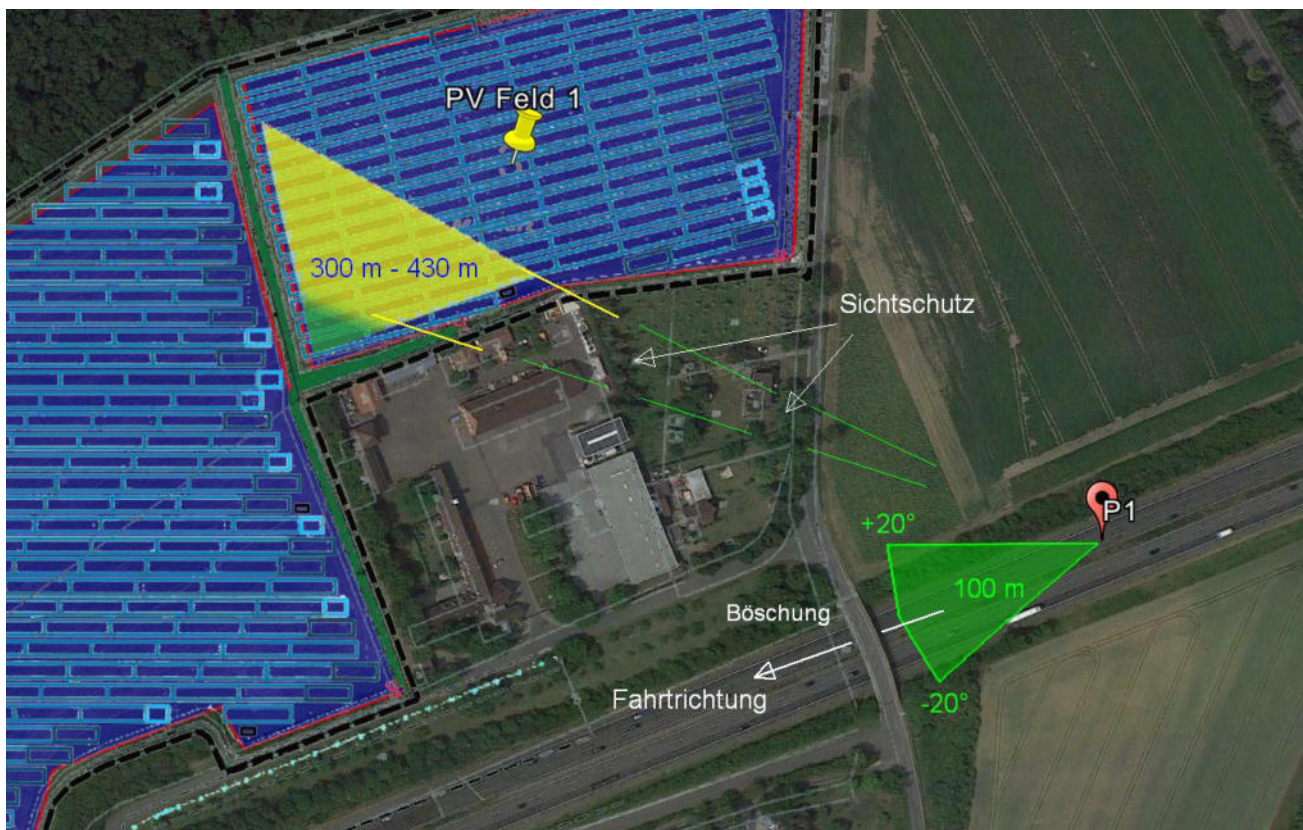 PV Feld 1
300 m - 430 m
Sichtschutz
P1
+20°
100 m
Böschung
Fahrtrichtung
-20°